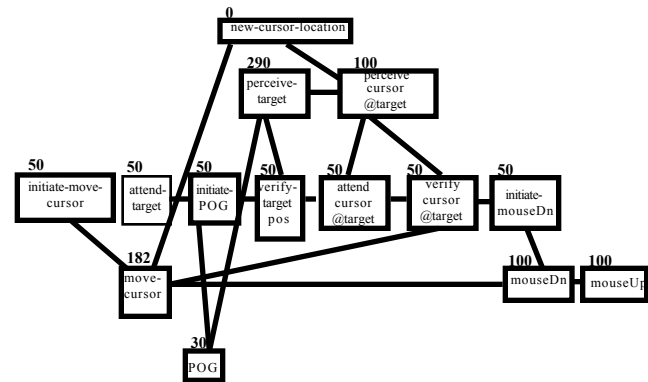 0
new-cursor-location
290
perceive-
target
100
perceive
cursor
@target
50
initiate-move-
cursor
50
attend-
target
50
initiate-
POG
50
verify-
target
pos
50
attend
cursor
@target
50
verify
cursor
@target
50
initiate-
mouseDn
182
move-
cursor
100
mouseDn
100
mouseUp
30
POG